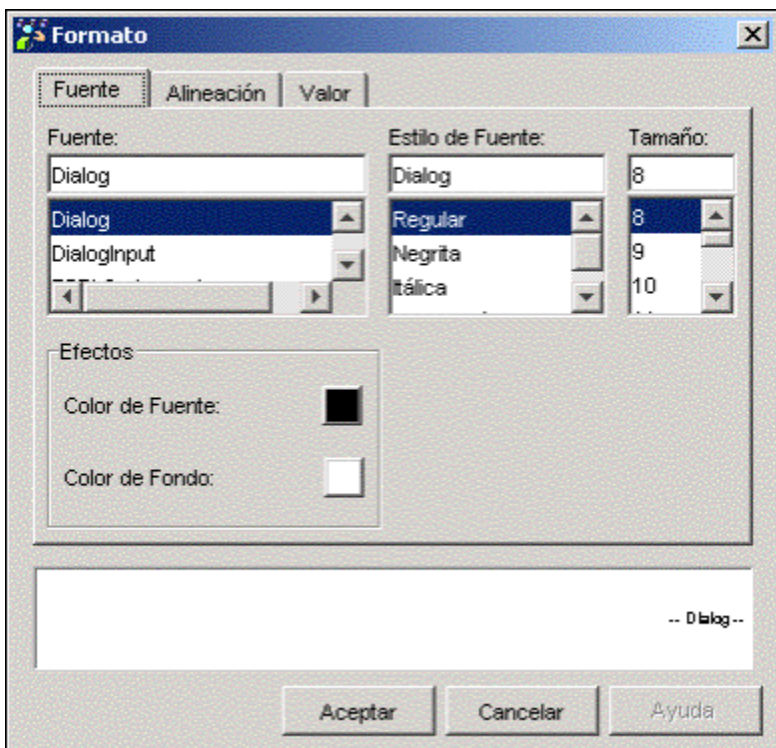 Formato
Fuente Alineación Valor
Fuente: Estilo de Fuente: Tamaño:
Dialog Dialog 8
Dialog Regular 8
DialogInput Negrita 9
Itálica 10
Efectos
Color de Fuente:
Color de Fondo:
-- Dialog --
Aceptar Cancelar Ayuda